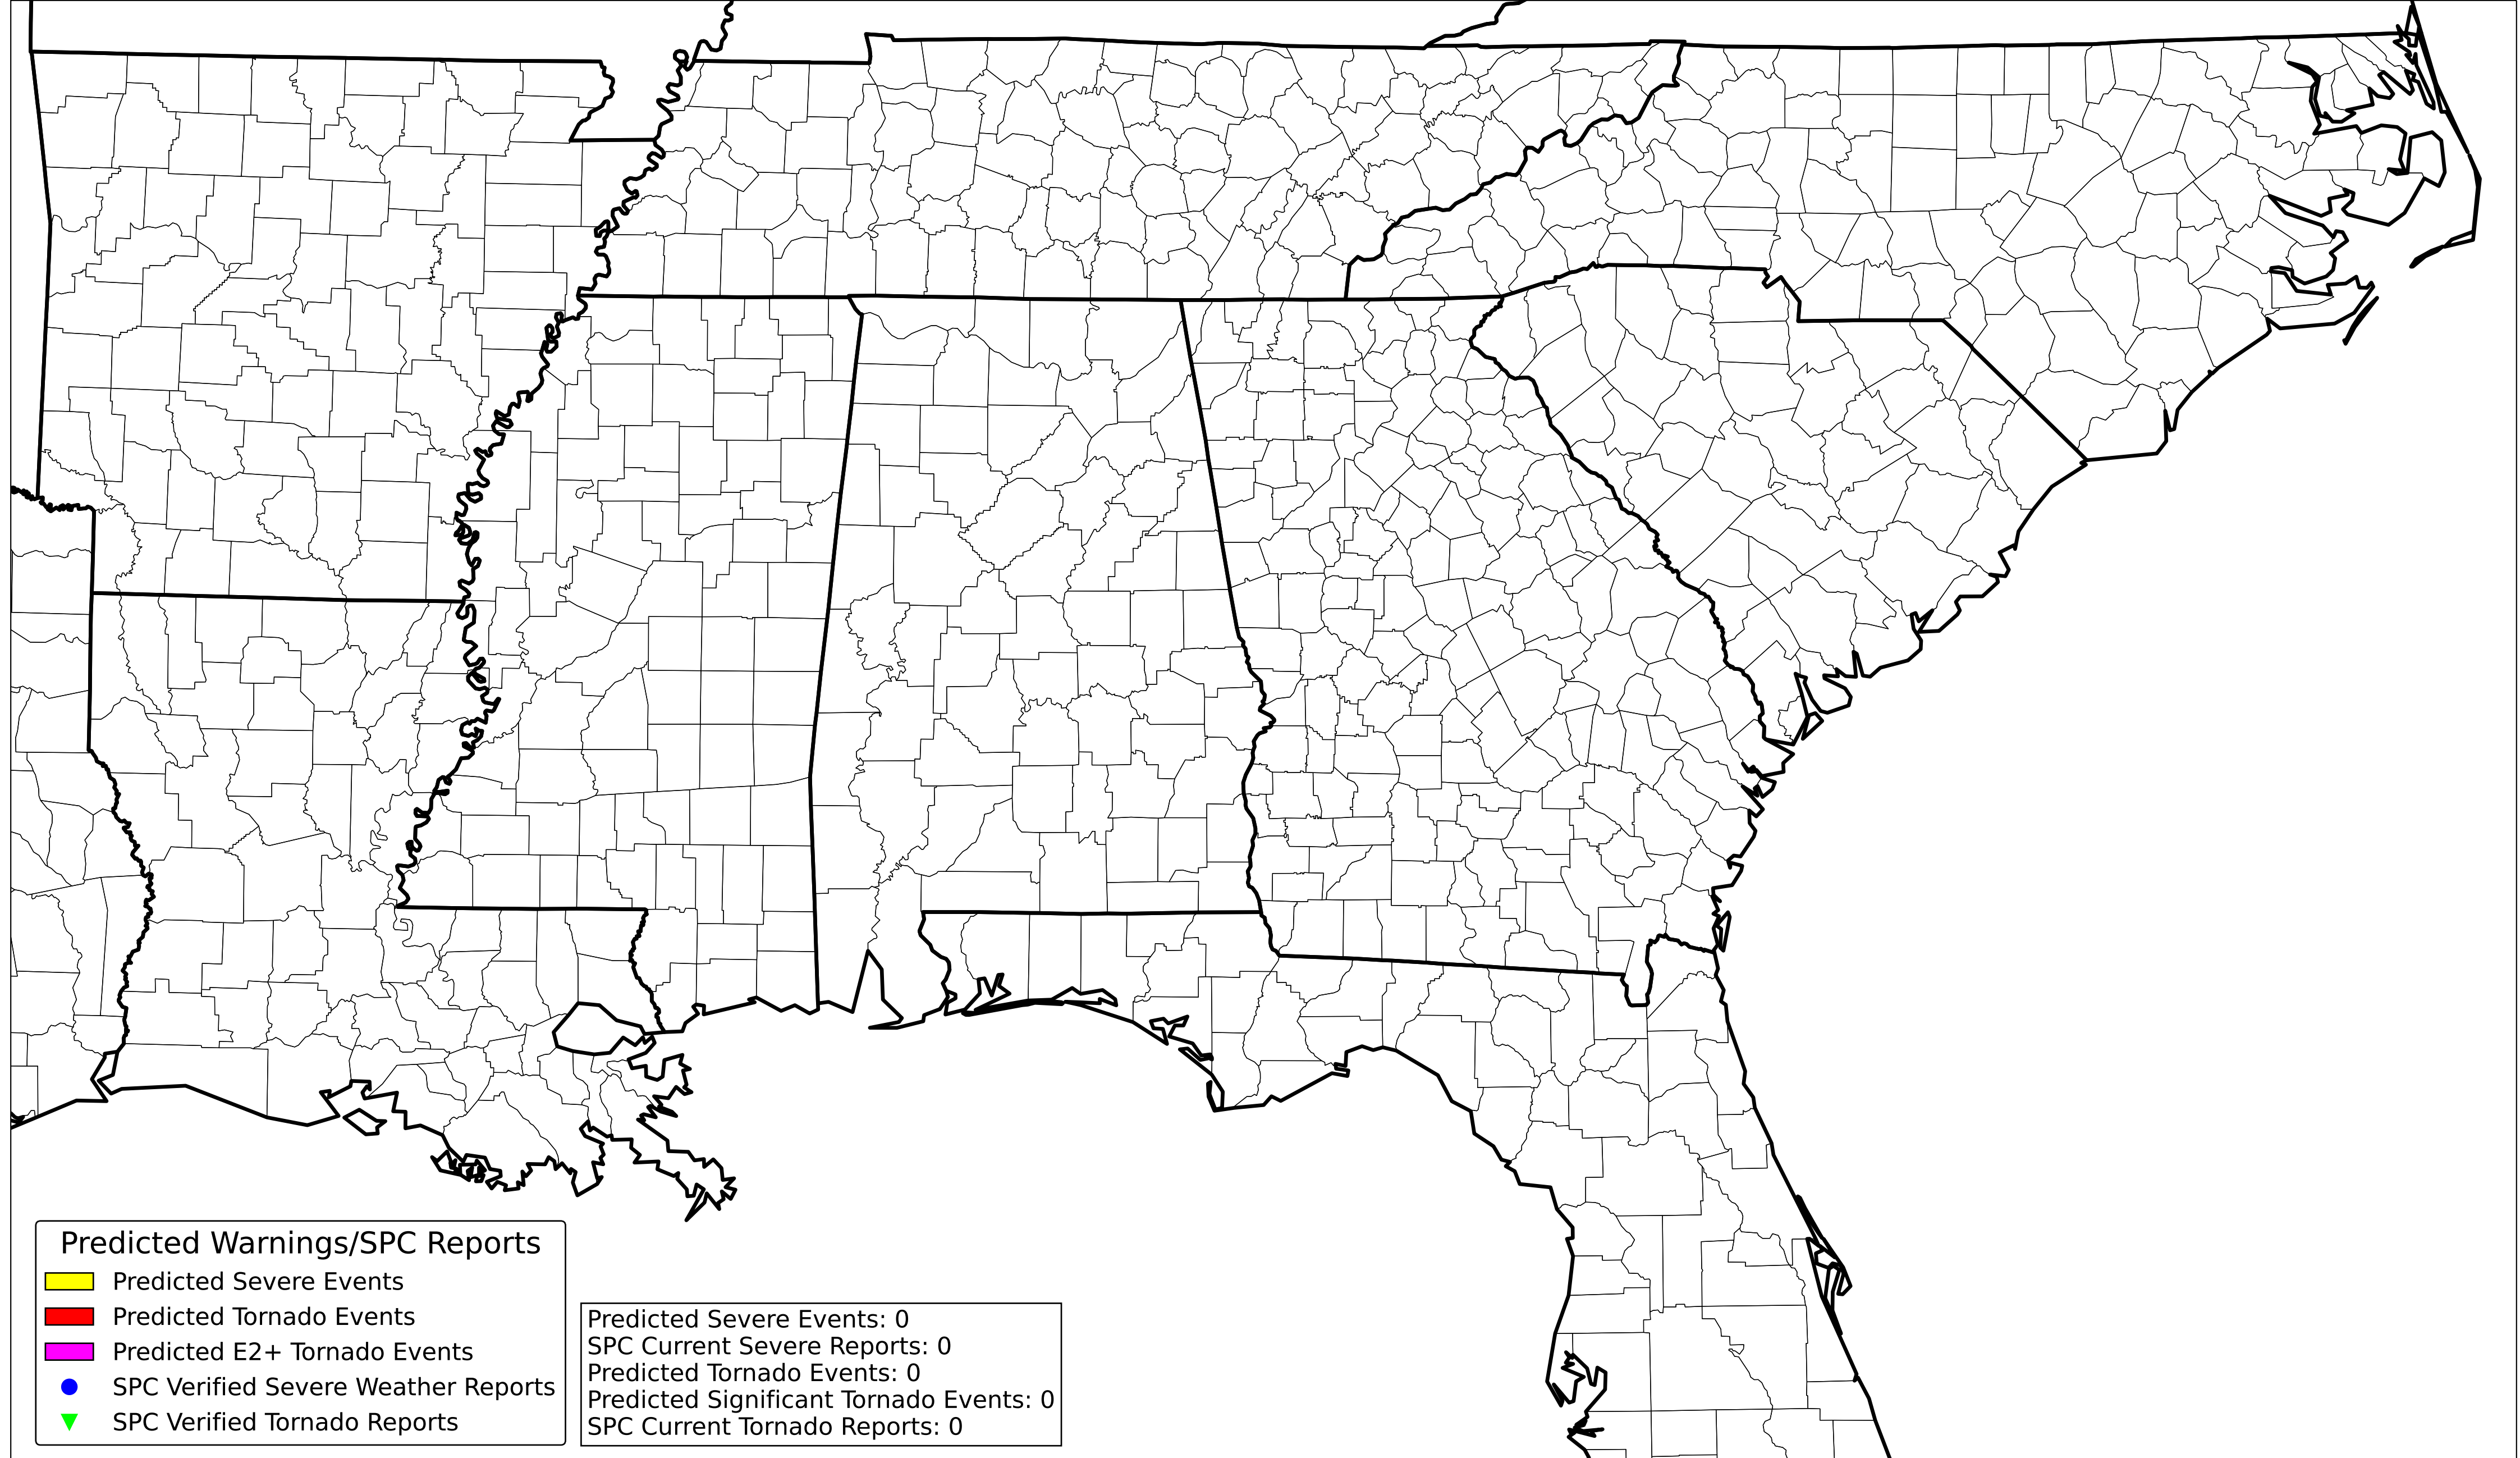 Predicted Warnings/SPC Reports
Predicted Severe Events
Predicted Tornado Events
Predicted E2+ Tornado Events
SPC Verified Severe Weather Reports
SPC Verified Tornado Reports
Predicted Severe Events: 0
SPC Current Severe Reports: 0
Predicted Tornado Events: 0
Predicted Significant Tornado Events: 0
SPC Current Tornado Reports: 0